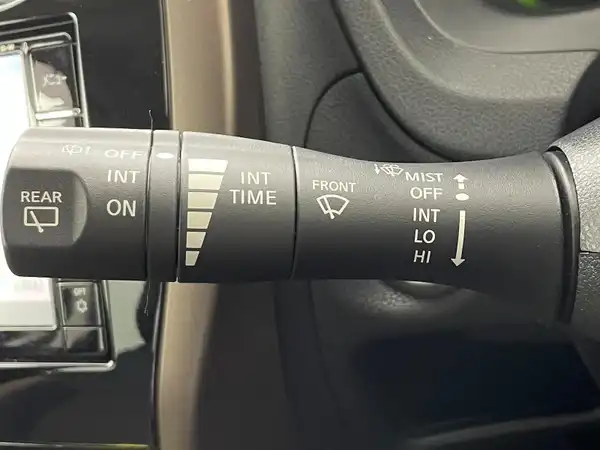 REAR
OFF
INT
ON
INT
TIME
FRONT
MIST
OFF
INT
LO
HI
OFF